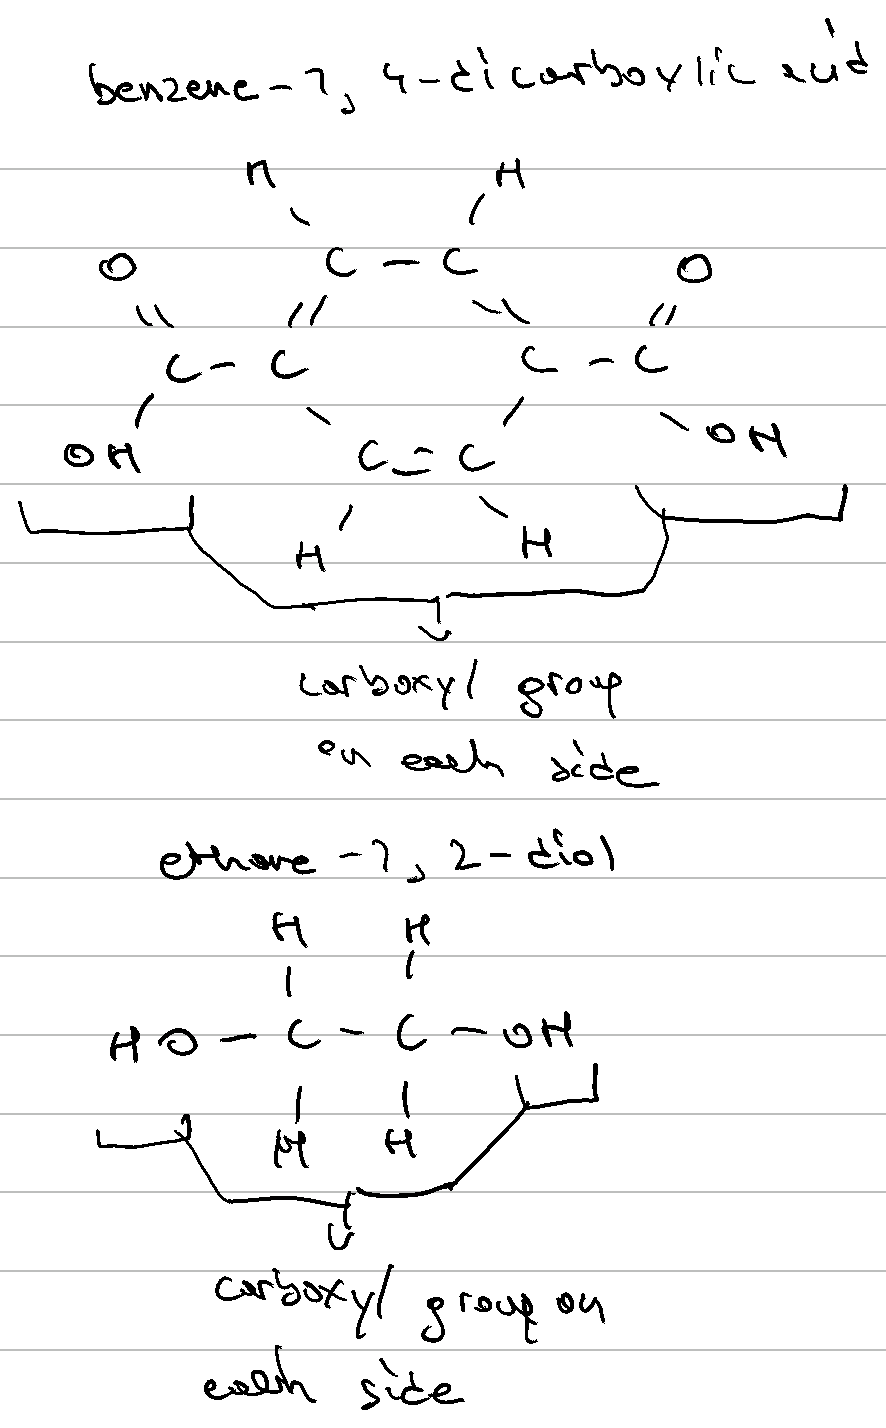 benzene-1, 4-dicarboxylic acid
H H
C - C
O O
C - C C - C
OH C = C OH
H H
carboxyl group
on each side
ethane-1, 2-diol
H H
HO - C - C - OH
H H
carboxyl group on
each side